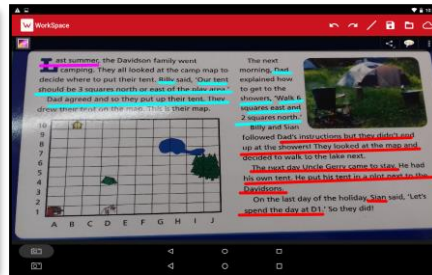 WorkSpace
Last summer, the Davidson family went
camping. They all looked at the camp map to
decide where to put their tent. Billy said, 'Our tent
should be 3 squares north or east of the play area.'
Dad agreed and so they put up their tent. They
drew their tent on the map. This is their map.
10
9
8
7
6
5
4
3
2
1
A B C D E F G H I J
The next
morning, Dad
explained how
to get to the
showers, 'Walk 6
squares east and
2 squares north.'
Billy and Sian
followed Dad's instructions but they didn't end
up at the showers! They looked at the map and
decided to walk to the lake next.
The next day Uncle Gerry came to stay. He had
his own tent. He put his tent in a plot next to the
Davidsons.
On the last day of the holiday, Sian said, 'Let's
spend the day at D1.' So they did!